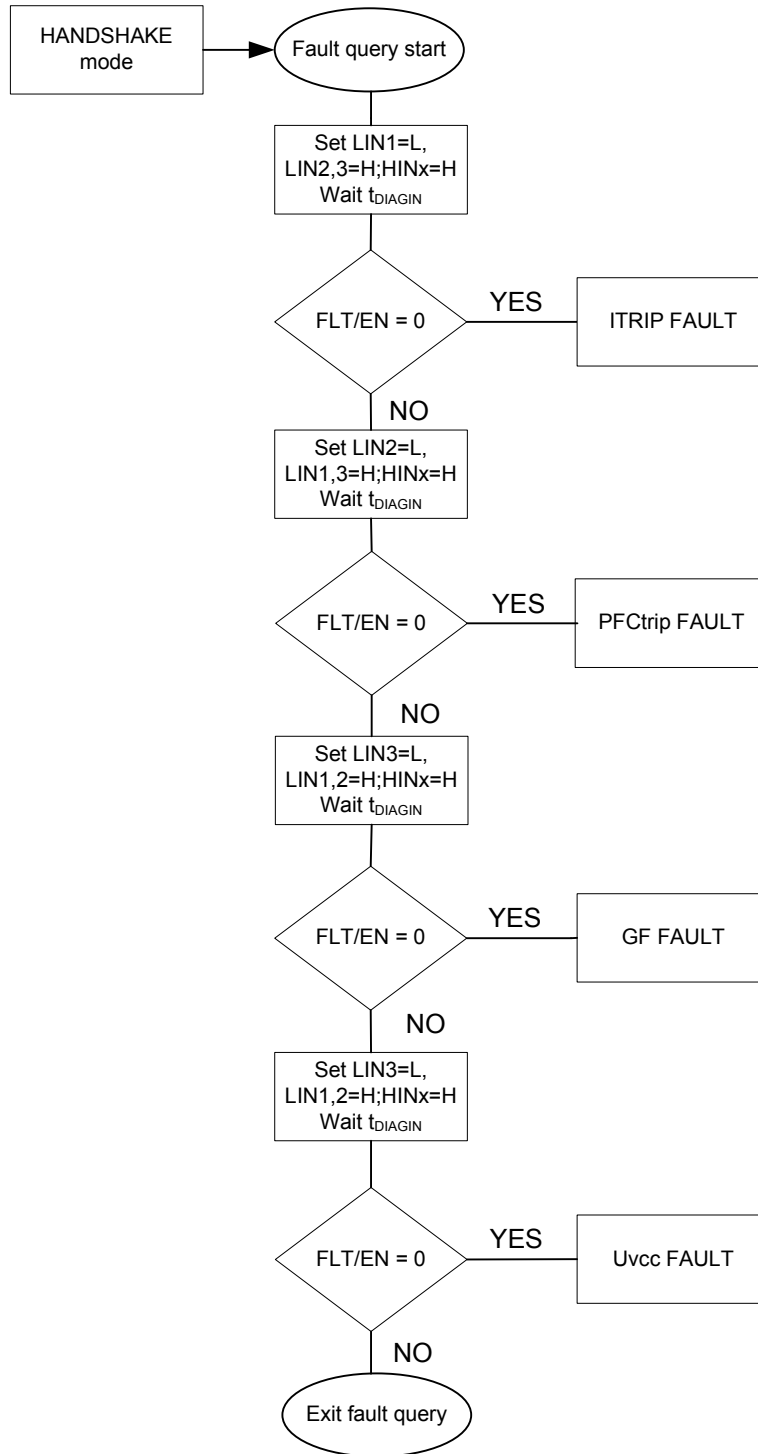 HANDSHAKE
mode
Fault query start
Set LIN1=L,
LIN2,3=H;HINx=H
Wait tDIAGIN
FLT/EN = 0
YES
ITRIP FAULT
NO
Set LIN2=L,
LIN1,3=H;HINx=H
Wait tDIAGIN
FLT/EN = 0
YES
PFCtrip FAULT
NO
Set LIN3=L,
LIN1,2=H;HINx=H
Wait tDIAGIN
FLT/EN = 0
YES
GF FAULT
NO
Set LIN3=L,
LIN1,2=H;HINx=H
Wait tDIAGIN
FLT/EN = 0
YES
Uvcc FAULT
NO
Exit fault query